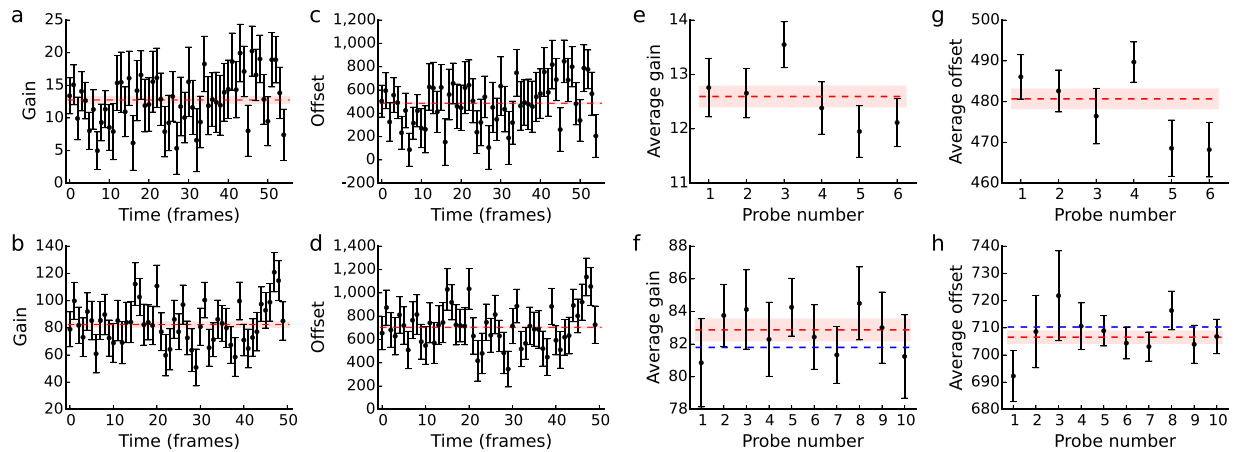 a
25
20
15
10
5
0
Gain
0 10 20 30 40 50
Time (frames)
c
1,200
1,000
800
600
400
200
0
-200
Offset
0 10 20 30 40 50
Time (frames)
e
14
13
12
11
Average gain
1 2 3 4 5 6
Probe number
g
500
490
480
470
460
Average offset
1 2 3 4 5 6
Probe number
b
140
120
100
80
60
40
20
Gain
0 10 20 30 40 50
Time (frames)
d
1,400
1,200
1,000
800
600
400
200
0
Offset
0 10 20 30 40 50
Time (frames)
f
88
86
84
82
80
78
Average gain
1 2 3 4 5 6 7 8 9 10
Probe number
h
740
730
720
710
700
690
680
Average offset
1 2 3 4 5 6 7 8 9 10
Probe number